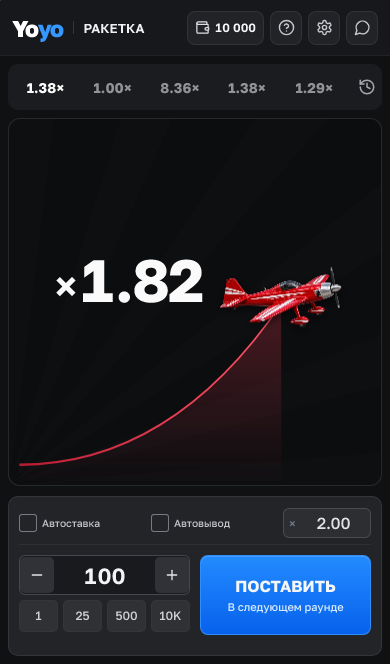 Yoyo РАКЕТКА 10 000
1.38× 1.00× 8.36× 1.38× 1.29×
×1.82
Автоставка Автовывод × 2.00
− 100 +
1 25 500 10K
ПОСТАВИТЬ
В следующем раунде